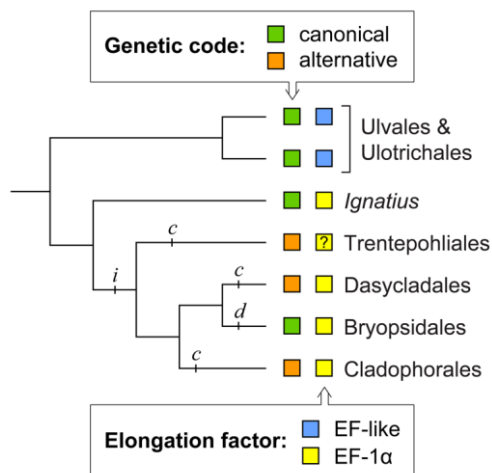 Genetic code: canonical
alternative
Ulvales &
Ulotrichales
Ignatius
c
? Trentepohliales
i
c
Dasycladales
d
Bryopsidales
c
Cladophorales
Elongation factor: EF-like
EF-1α